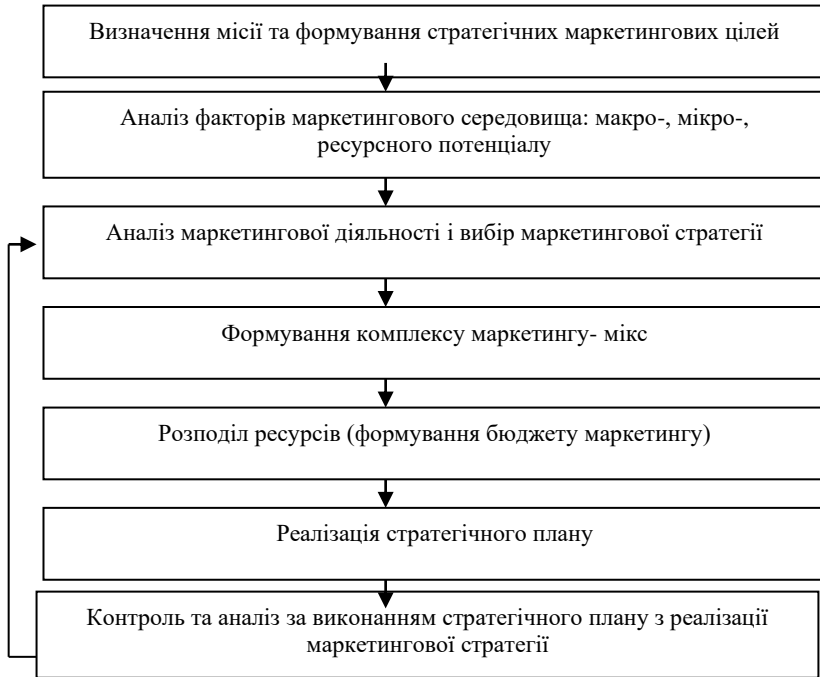 Визначення місії та формування стратегічних маркетингових цілей
Аналіз факторів маркетингового середовища: макро-, мікро-,
ресурсного потенціалу
Аналіз маркетингової діяльності і вибір маркетингової стратегії
Формування комплексу маркетингу- мікс
Розподіл ресурсів (формування бюджету маркетингу)
Реалізація стратегічного плану
Контроль та аналіз за виконанням стратегічного плану з реалізації
маркетингової стратегії